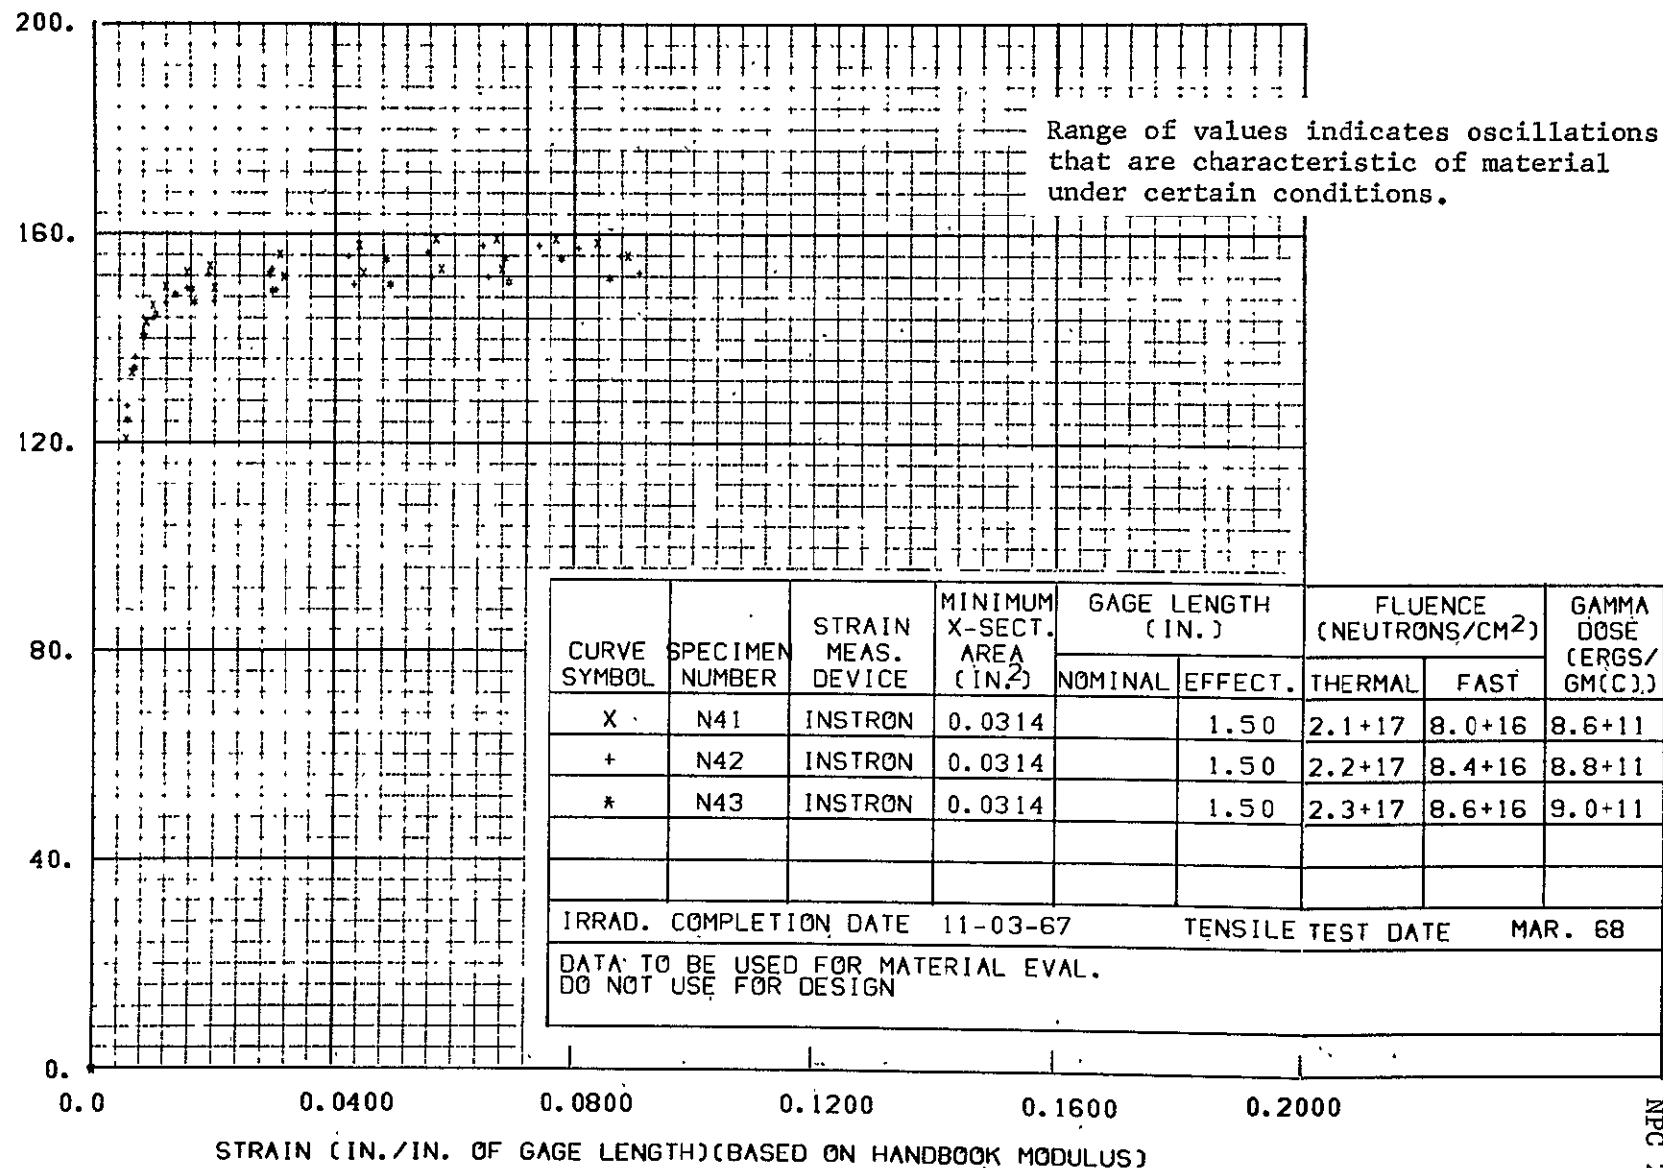 200.
160.
120.
80.
40.
0.
0.0 0.0400 0.0800 0.1200 0.1600 0.2000
STRAIN (IN./IN. OF GAGE LENGTH)(BASED ON HANDBOOK MODULUS)
Range of values indicates oscillations
that are characteristic of material
under certain conditions.
CURVE SYMBOL SPECIMEN NUMBER STRAIN MEAS. DEVICE MINIMUM X-SECT. AREA (IN.2) GAGE LENGTH (IN.) FLUENCE (NEUTRONS/CM2) GAMMA DOSE (ERGS/GM(C))
NOMINAL EFFECT. THERMAL FAST
X N41 INSTRON 0.0314 1.50 2.1+17 8.0+16 8.6+11
+ N42 INSTRON 0.0314 1.50 2.2+17 8.4+16 8.8+11
* N43 INSTRON 0.0314 1.50 2.3+17 8.6+16 9.0+11
IRRAD. COMPLETION DATE 11-03-67 TENSILE TEST DATE MAR. 68
DATA TO BE USED FOR MATERIAL EVAL.
DO NOT USE FOR DESIGN
NPC